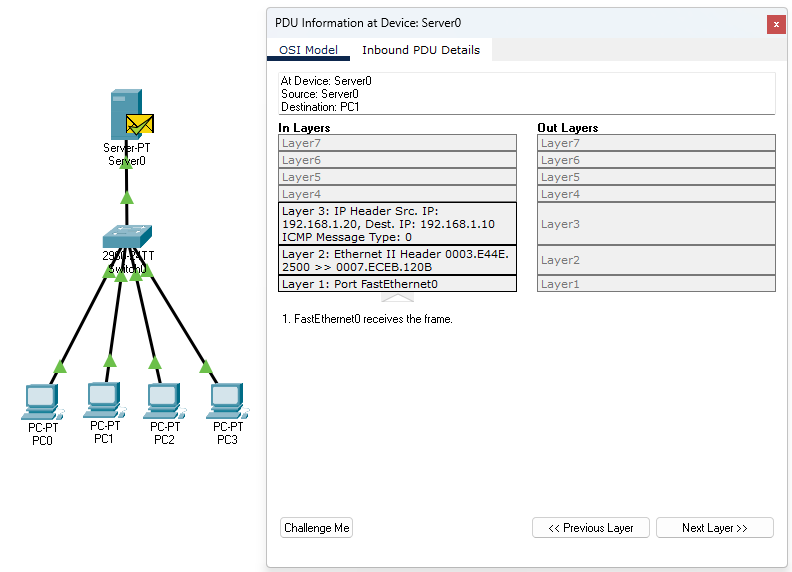 PDU Information at Device: Server0
x
OSI Model
Inbound PDU Details
At Device: Server0
Source: Server0
Destination: PC1
In Layers
Out Layers
Layer7
Layer7
Layer6
Layer6
Layer5
Layer5
Layer4
Layer4
Layer 3: IP Header Src. IP:
192.168.1.20, Dest. IP: 192.168.1.10
ICMP Message Type: 0
Layer3
Layer 2: Ethernet II Header 0003.E44E.
2500 >> 0007.ECEB.120B
Layer2
Layer 1: Port FastEthernet0
Layer1
1. FastEthernet0 receives the frame.
Challenge Me
<< Previous Layer
Next Layer >>
Server-PT
Server0
2960-24TT
Switch0
PC-PT
PC0
PC-PT
PC1
PC-PT
PC2
PC-PT
PC3